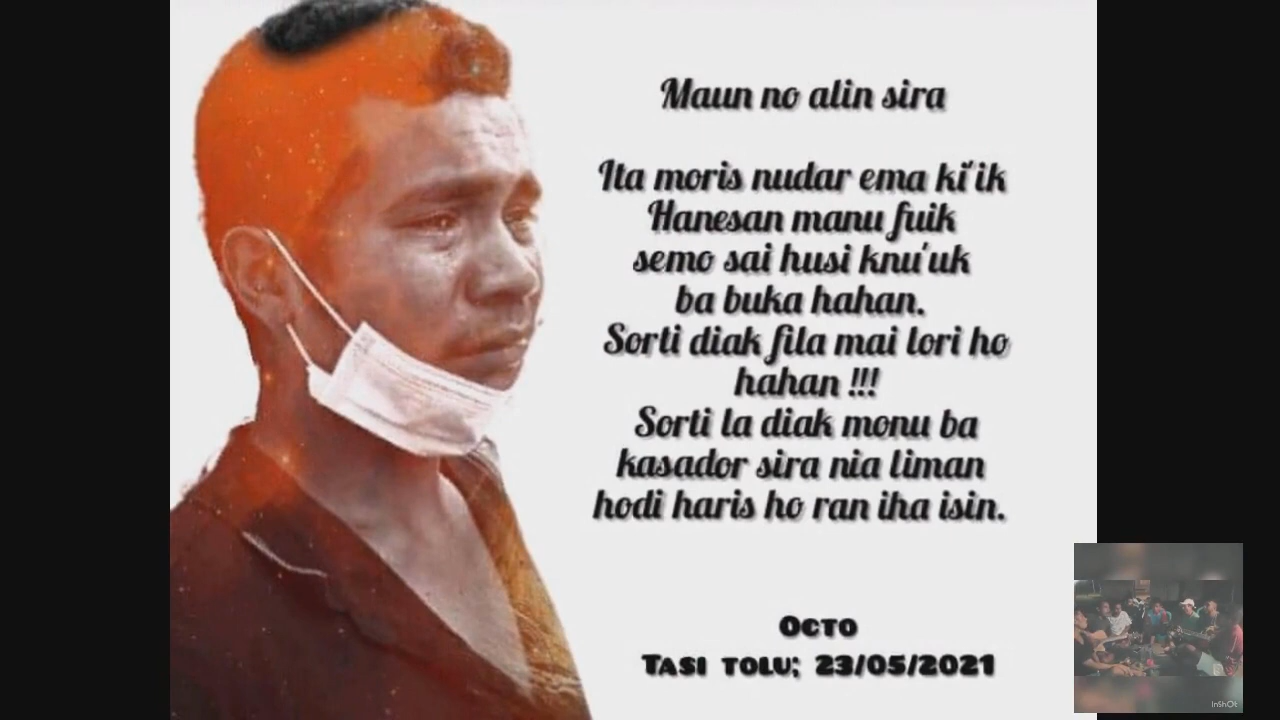 Maun no alin sira
Ita moris nudar ema ki'ik
Hanesan manu fuik
semo sai husi knu'uk
ba buka hahan.
Sorti diak fila mai lori ho
hahan !!!
Sorti la diak monu ba
kasador sira nia liman
hodi haris ho ran iha isin.
Octo
Tasi tolu; 23/05/2021
InShOt